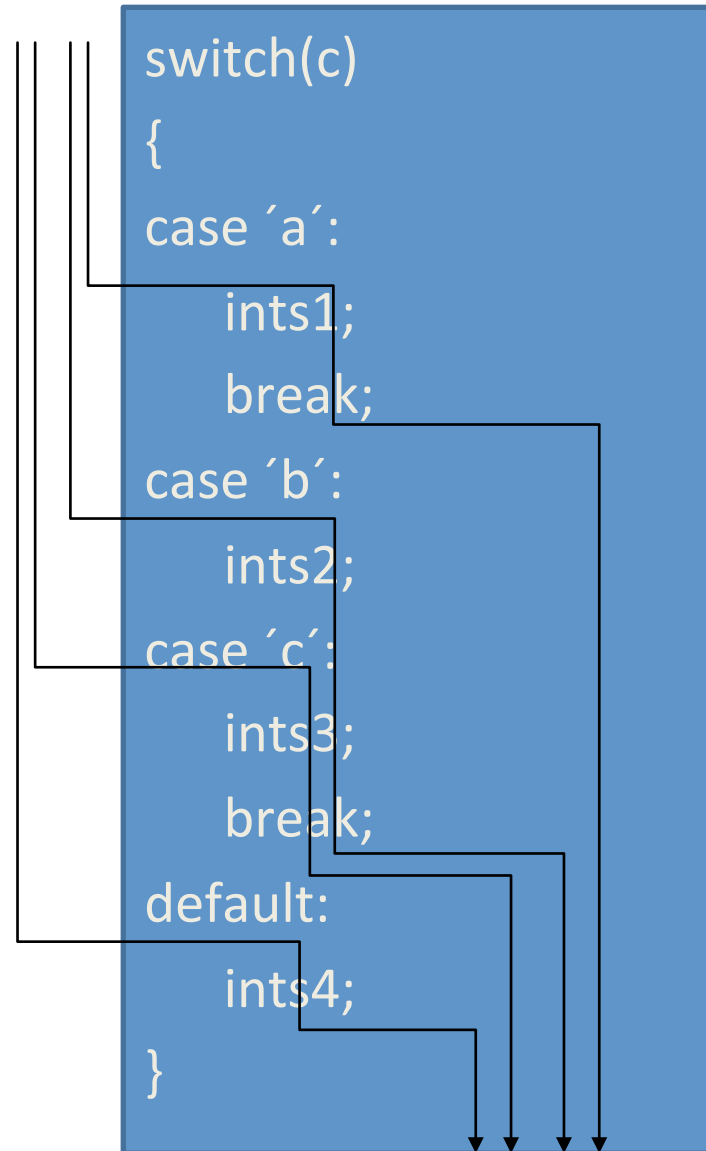 switch(c)
{
case ´a´:
ints1;
break;
case ´b´:
ints2;
case ´c´:
ints3;
break;
default:
ints4;
}